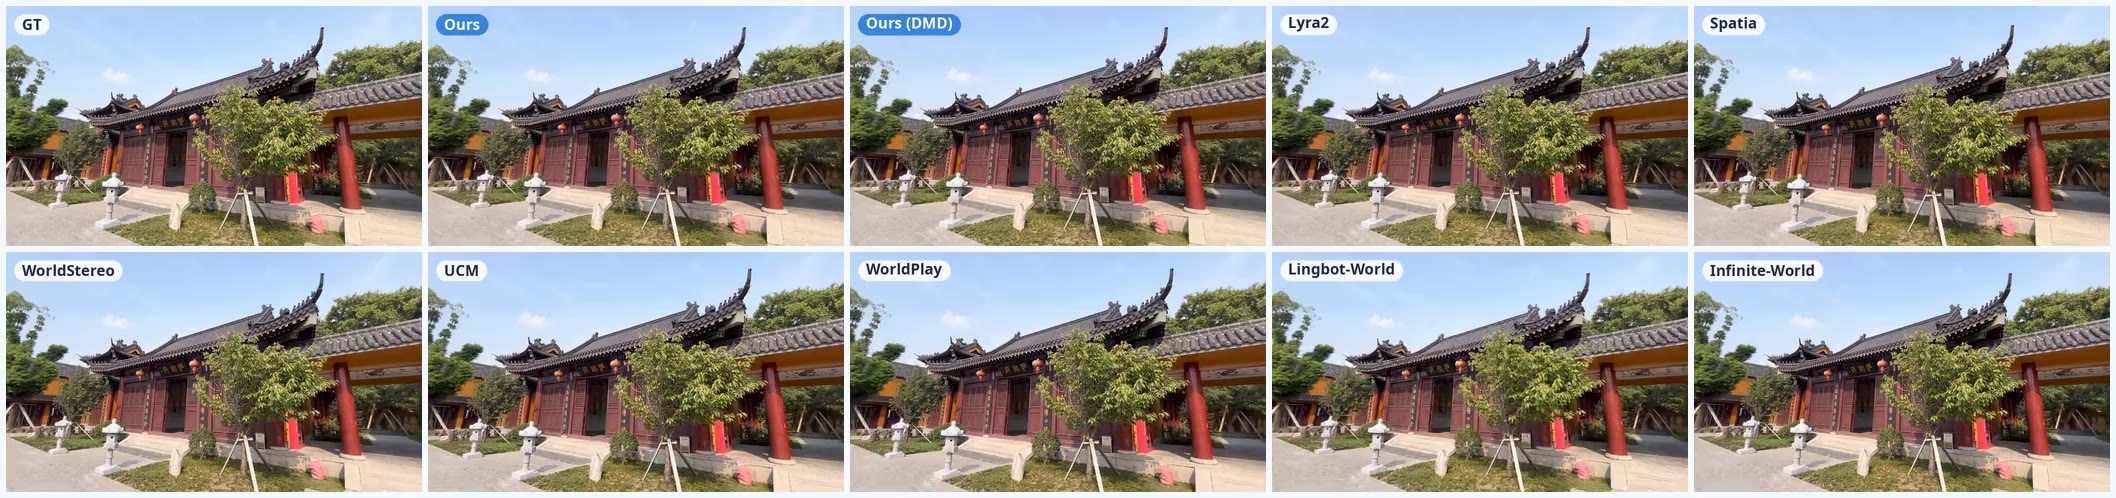 GT
Ours
Ours (DMD)
Lyra2
Spatia
WorldStereo
UCM
WorldPlay
Lingbot-World
Infinite-World